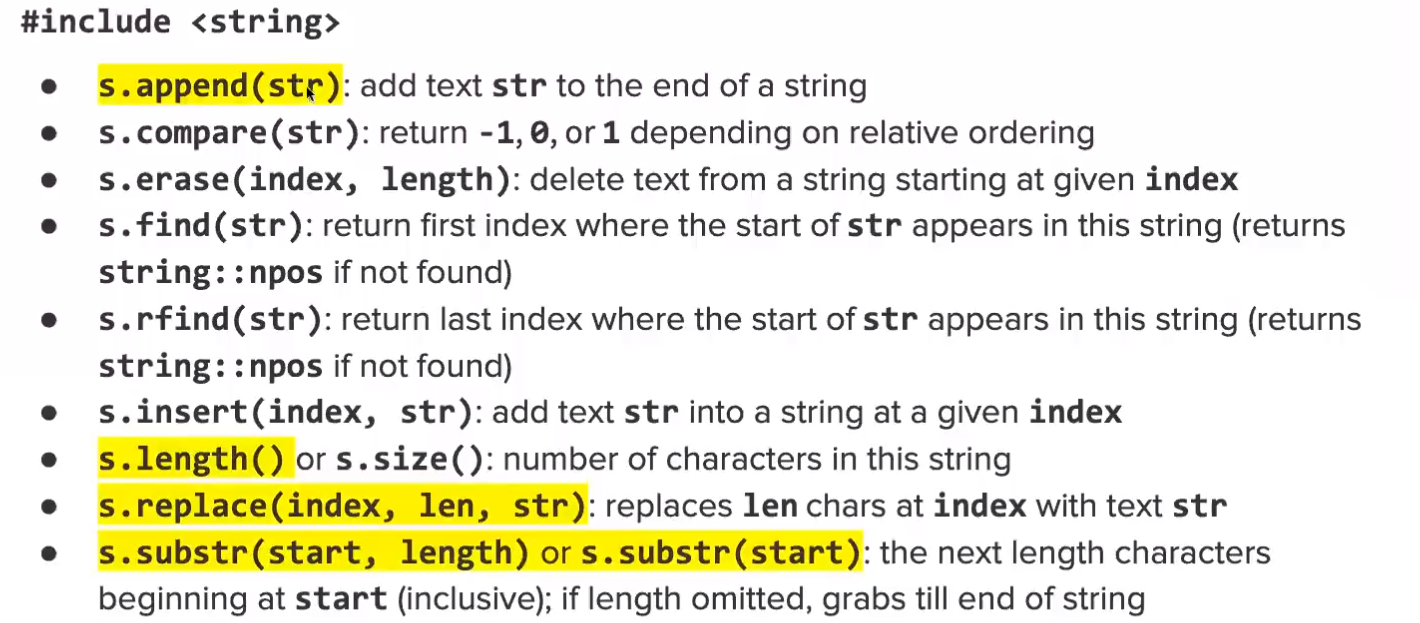 #include <string>
● s.append(str): add text str to the end of a string
● s.compare(str): return -1, 0, or 1 depending on relative ordering
● s.erase(index, length): delete text from a string starting at given index
● s.find(str): return first index where the start of str appears in this string (returns
string::npos if not found)
● s.rfind(str): return last index where the start of str appears in this string (returns
string::npos if not found)
● s.insert(index, str): add text str into a string at a given index
● s.length() or s.size(): number of characters in this string
● s.replace(index, len, str): replaces len chars at index with text str
● s.substr(start, length) or s.substr(start): the next length characters
beginning at start (inclusive); if length omitted, grabs till end of string